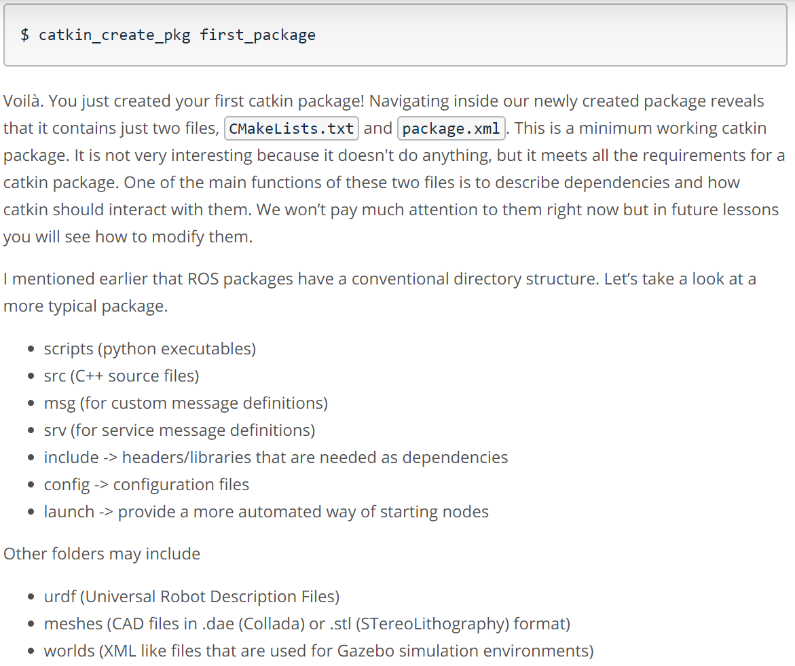 $ catkin_create_pkg first_package
Voilà. You just created your first catkin package! Navigating inside our newly created package reveals
that it contains just two files, CMakeLists.txt and package.xml. This is a minimum working catkin
package. It is not very interesting because it doesn't do anything, but it meets all the requirements for a
catkin package. One of the main functions of these two files is to describe dependencies and how
catkin should interact with them. We won’t pay much attention to them right now but in future lessons
you will see how to modify them.
I mentioned earlier that ROS packages have a conventional directory structure. Let’s take a look at a
more typical package.
• scripts (python executables)
• src (C++ source files)
• msg (for custom message definitions)
• srv (for service message definitions)
• include -> headers/libraries that are needed as dependencies
• config -> configuration files
• launch -> provide a more automated way of starting nodes
Other folders may include
• urdf (Universal Robot Description Files)
• meshes (CAD files in .dae (Collada) or .stl (STereoLithography) format)
• worlds (XML like files that are used for Gazebo simulation environments)